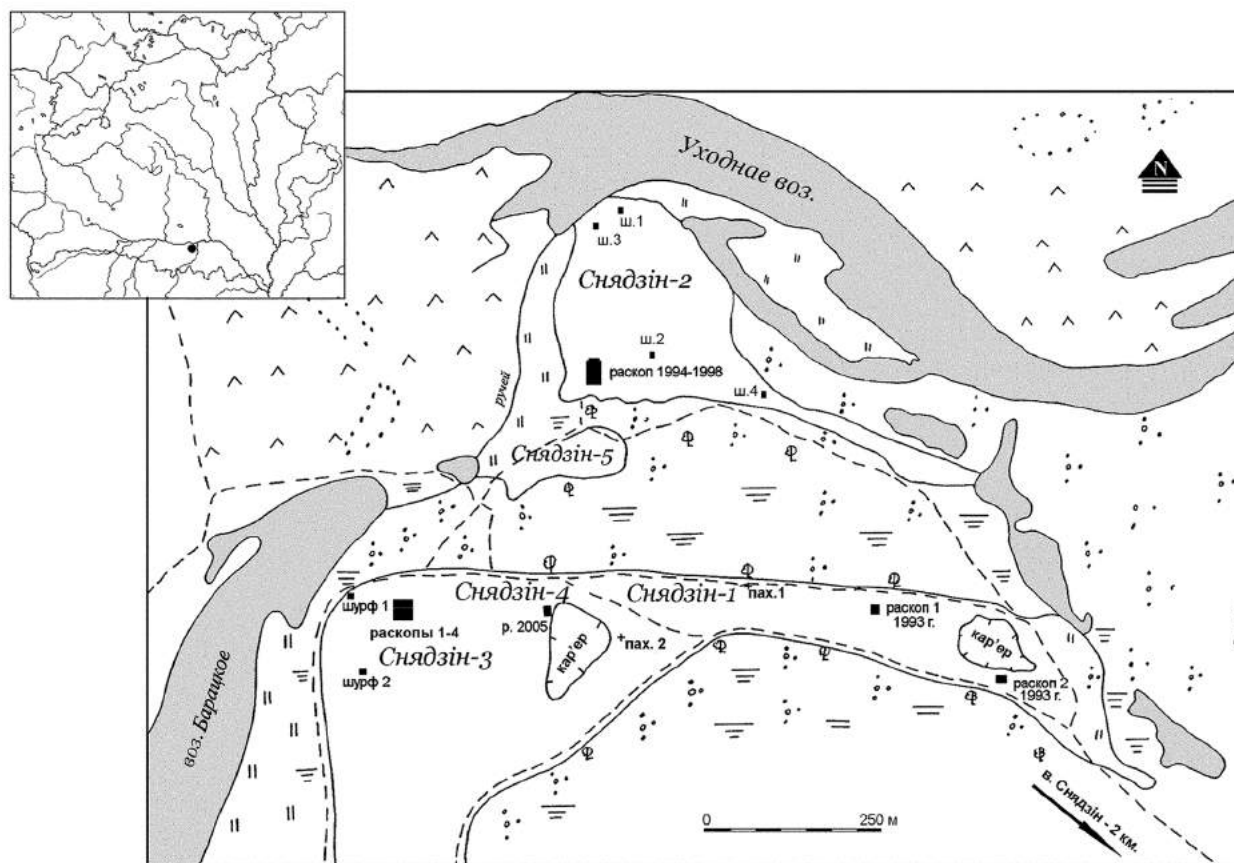 Уходнае воз.
N
ш.1
ш.3
Снядзін-2
ш.2
раскоп 1994-1998
ручей
ш.4
Снядзін-5
Снядзін-4
Снядзін-1
пах.1
шурф 1
раскопы 1-4
р. 2005
кар'ер
+пах. 2
раскоп 1
1993 г.
кар'ер
Снядзін-3
шурф 2
раскоп 2
1993 г.
воз. Барацкое
в. Снядзін - 2 км.
0 250 м